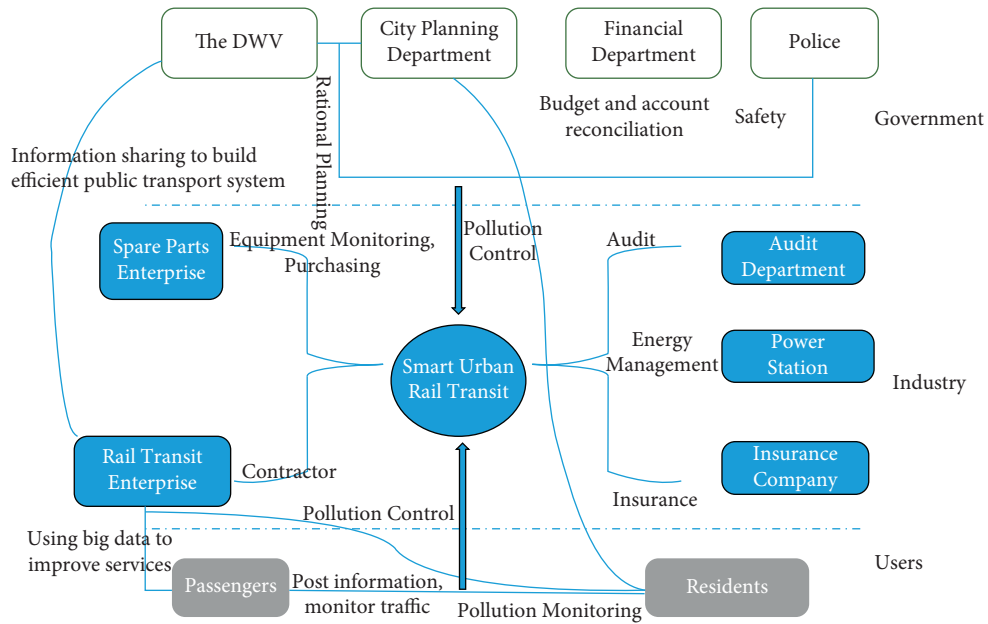 The DWV
City Planning
Department
Financial
Department
Police
Rational Planning
Budget and account
reconciliation
Safety
Government
Information sharing to build
efficient public transport system
Spare Parts
Enterprise
Equipment Monitoring,
Purchasing
Pollution
Control
Audit
Audit
Department
Smart Urban
Rail Transit
Energy
Management
Power
Station
Industry
Rail Transit
Enterprise
Contractor
Insurance
Insurance
Company
Pollution Control
Using big data to
improve services
Users
Passengers
Post information,
monitor traffic
Pollution Monitoring
Residents